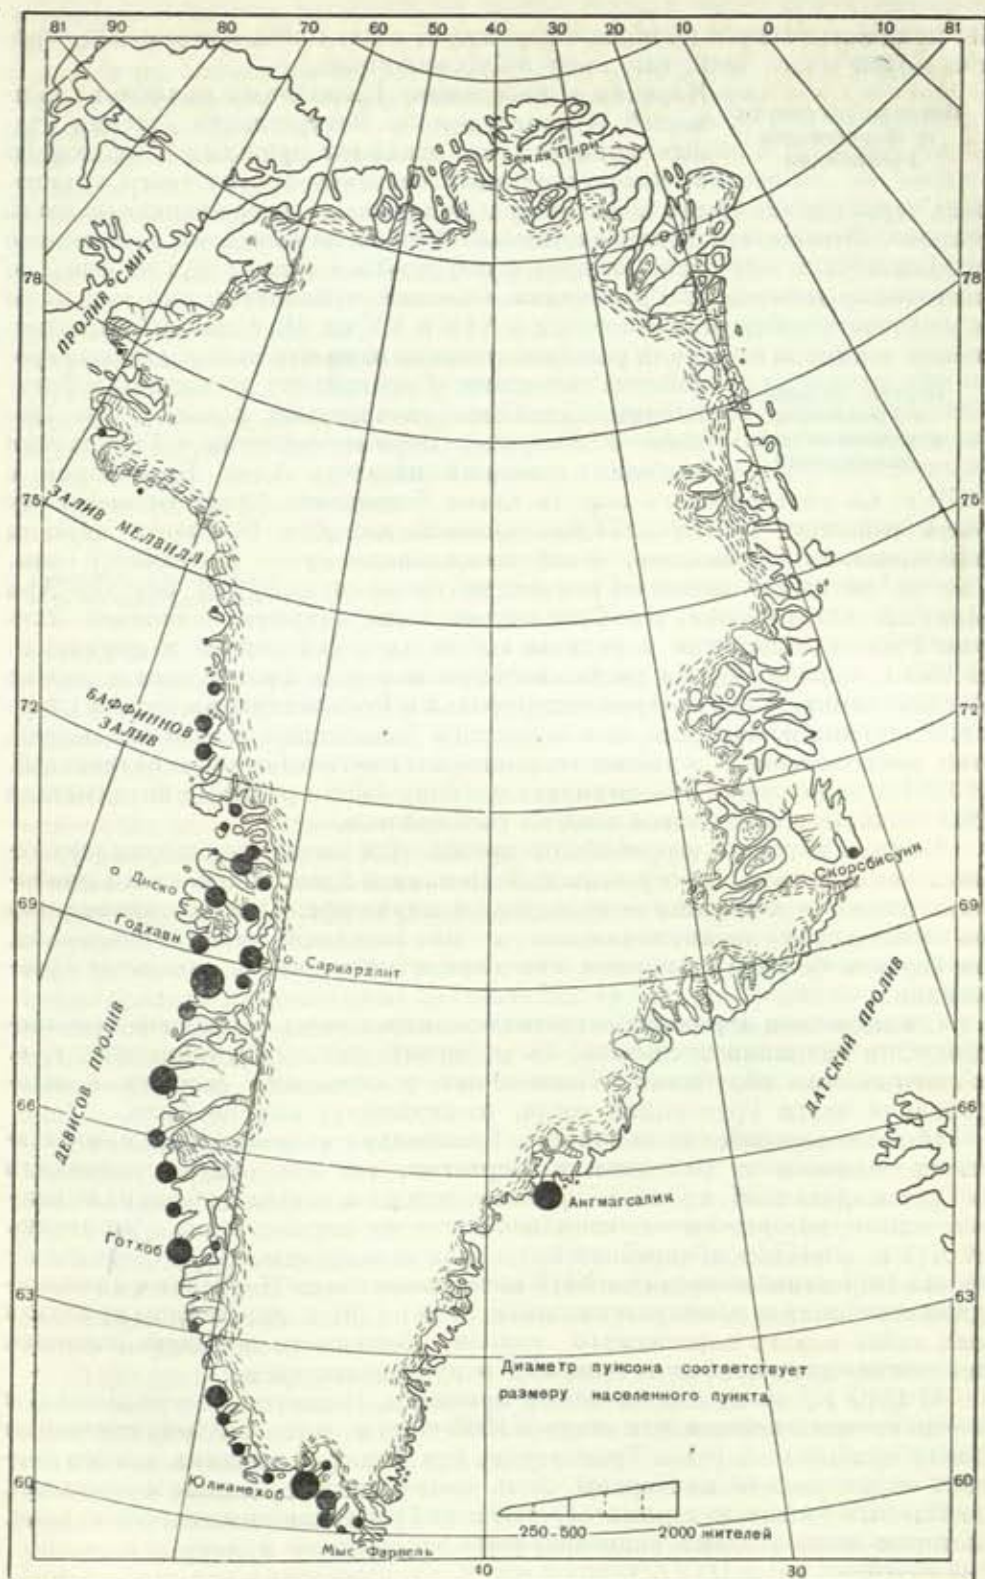 81 90 80 70 60 50 40 30 20 10 0 10 81
Земля Пири
ПРОЛИВ СМИТ
78 78
75 75
ЗАЛИВ МЕЛВИЛЛ
72 72
БАФФИНОВ
ЗАЛИВ
Скорсбисунн
о. Диско
69 69
Годхавн
о. Сариардлит
ДЕВИСОВ ПРОЛИВ
ДАТСКИЙ ПРОЛИВ
66 66
Ангмагсалик
Готхоб
63 63
Диаметр пунсона соответствует
размеру населенного пункта
60 60
Юлианехоб
250-500 2000 жителей
Мыс Фарвель
40 30